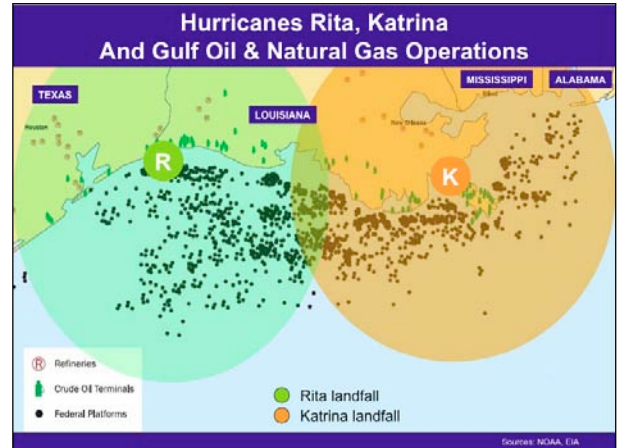 Hurricanes Rita, Katrina
And Gulf Oil & Natural Gas Operations
MISSISSIPPI
ALABAMA
TEXAS
LOUISIANA
Houston
New Orleans
R
K
R Refineries
Crude Oil Terminals
Federal Platforms
Rita landfall
Katrina landfall
Sources: NOAA, EIA